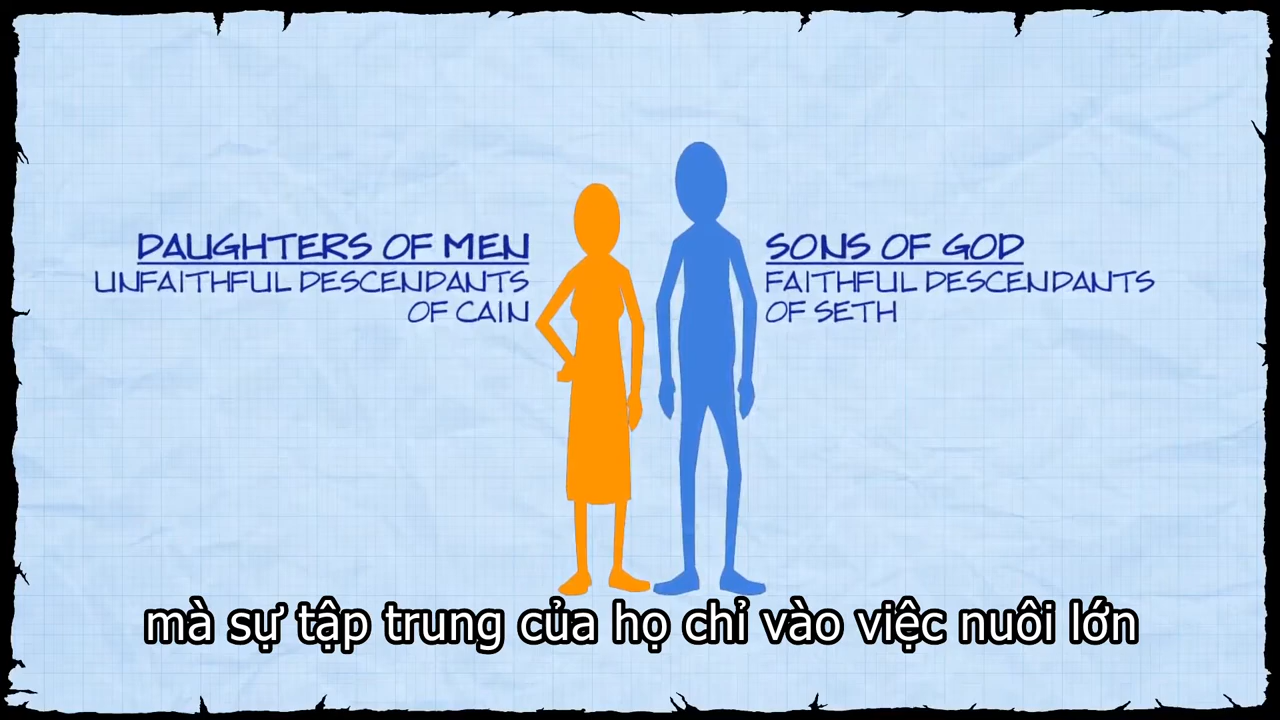 DAUGHTERS OF MEN
UNFAITHFUL DESCENDANTS
OF CAIN
SONS OF GOD
FAITHFUL DESCENDANTS
OF SETH
mà sự tập trung của họ chỉ vào việc nuôi lớn